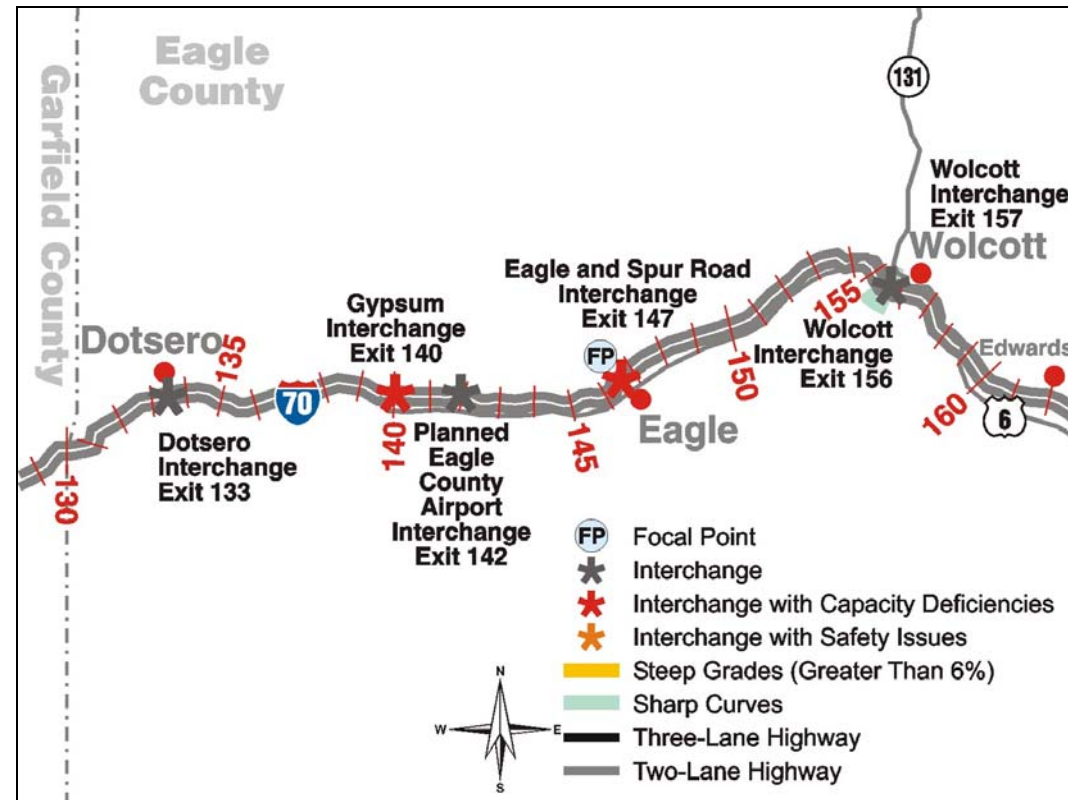 Eagle
County
Garfield County
131
Wolcott
Interchange
Exit 157
Wolcott
Eagle and Spur Road
Interchange
Exit 147
155
Gypsum
Interchange
Exit 140
Wolcott
Interchange
Exit 156
Dotsero
135
FP
150
Edwards
70
160
6
140
145
Eagle
Dotsero
Interchange
Exit 133
Planned
Eagle
County
Airport
Interchange
Exit 142
130
FP Focal Point
Interchange
Interchange with Capacity Deficiencies
Interchange with Safety Issues
Steep Grades (Greater Than 6%)
Sharp Curves
Three-Lane Highway
Two-Lane Highway
N
W
E
S